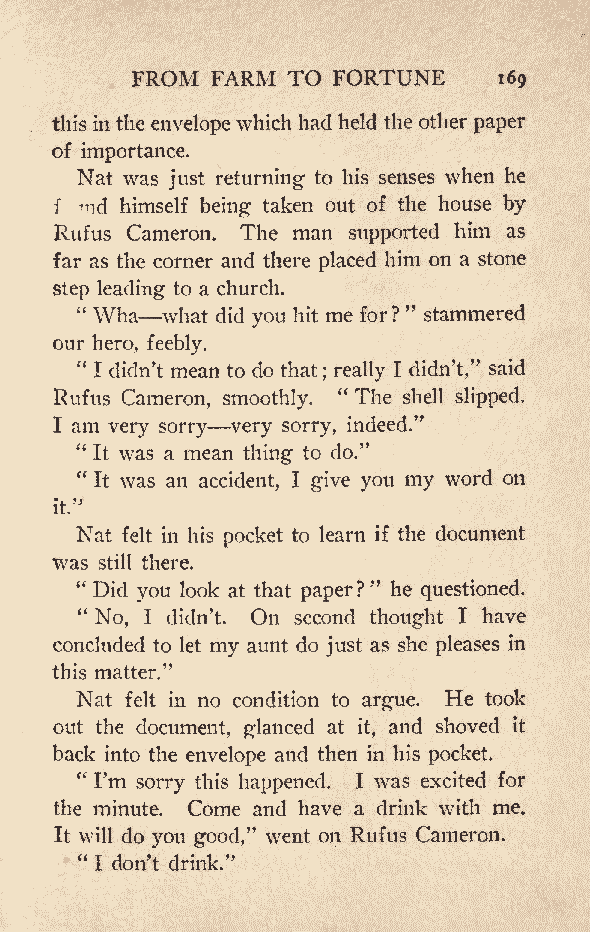 FROM FARM TO FORTUNE 169
this in the envelope which had held the other paper
of importance.
Nat was just returning to his senses when he
f nd himself being taken out of the house by
Rufus Cameron. The man supported him as
far as the corner and there placed him on a stone
step leading to a church.
“ Wha—what did you hit me for? ” stammered
our hero, feebly.
“ I didn’t mean to do that; really I didn’t,” said
Rufus Cameron, smoothly. “ The shell slipped.
I am very sorry—very sorry, indeed.”
“ It was a mean thing to do.”
“ It was an accident, I give you my word on
it.”
Nat felt in his pocket to learn if the document
was still there.
“ Did you look at that paper? ” he questioned.
“ No, I didn’t. On second thought I have
concluded to let my aunt do just as she pleases in
this matter.”
Nat felt in no condition to argue. He took
out the document, glanced at it, and shoved it
back into the envelope and then in his pocket.
“ I’m sorry this happened. I was excited for
the minute. Come and have a drink with me.
It will do you good,” went on Rufus Cameron.
“ I don’t drink.”